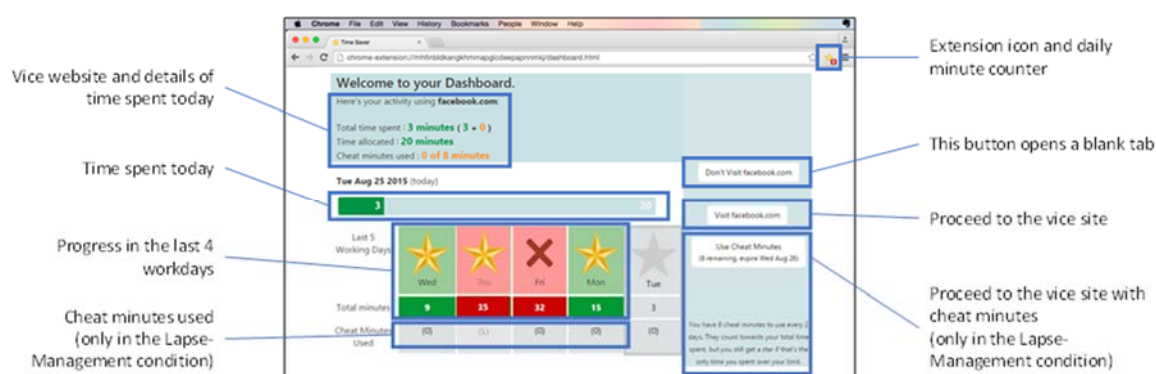 Chrome File Edit View History Bookmarks People Window Help
Time Saver
Welcome to your Dashboard.
Here's your activity using facebook.com:
Total time spent : 3 minutes ( 3 + 0 )
Time allocated : 20 minutes
Cheat minutes used : 0 of 8 minutes
Tue Aug 25 2015 (today)
3 20
Last 5
Working Days
Wed Thu Fri Mon Tue
Total minutes 9 25 32 15 3
Cheat Minutes
Used
(0) (5) (0) (0) (0)
Don't Visit facebook.com
Visit facebook.com
Use Cheat Minutes
(8 remaining, expire Wed Aug 26)
You have 8 cheat minutes to use every 2
days. They count towards your total time
spent, but you still get a star if that's the
only time you spent over your limit.
Vice website and details of
time spent today
Time spent today
Progress in the last 4
workdays
Cheat minutes used
(only in the Lapse-
Management condition)
Extension icon and daily
minute counter
This button opens a blank tab
Proceed to the vice site
Proceed to the vice site with
cheat minutes
(only in the Lapse-
Management condition)